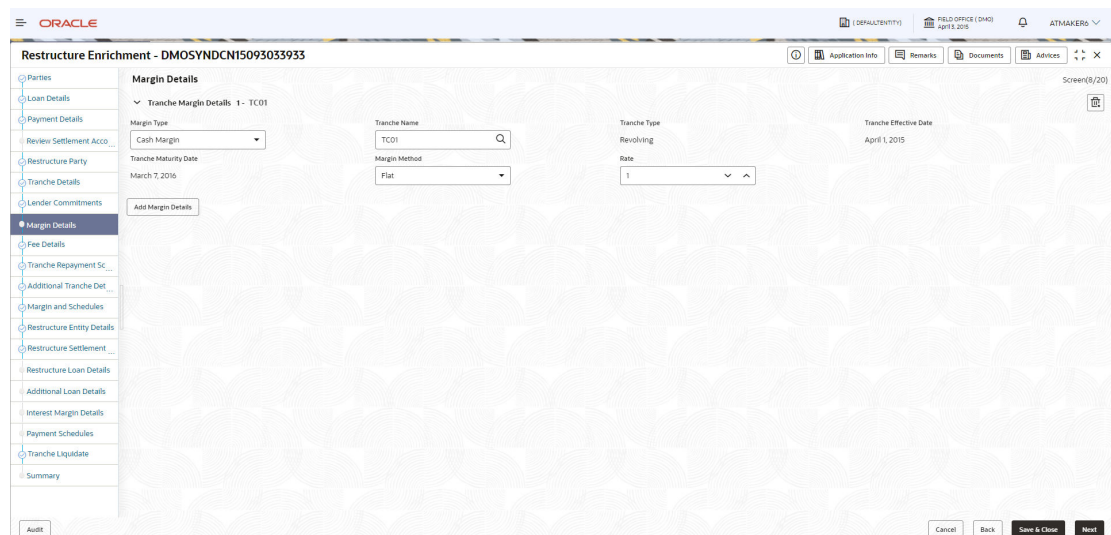 ORACLE
( DEFAULTENTITY)
FIELD OFFICE ( DMO)
April 3, 2015
ATMAKER6
Restructure Enrichment - DMOSYNDCN15093033933
Application Info
Remarks
Documents
Advices
Parties
Loan Details
Payment Details
Review Settlement Acco ...
Restructure Party
Tranche Details
Lender Commitments
Margin Details
Fee Details
Tranche Repayment Sc ...
Additional Tranche Det ...
Margin and Schedules
Restructure Entity Details
Restructure Settlement ...
Restructure Loan Details
Additional Loan Details
Interest Margin Details
Payment Schedules
Tranche Liquidate
Summary
Margin Details
Screen(8/20)
Tranche Margin Details 1 - TC01
Margin Type
Tranche Name
Tranche Type
Tranche Effective Date
Cash Margin
TC01
Revolving
April 1, 2015
Tranche Maturity Date
Margin Method
Rate
March 7, 2016
Flat
1
Add Margin Details
Audit
Cancel
Back
Save & Close
Next